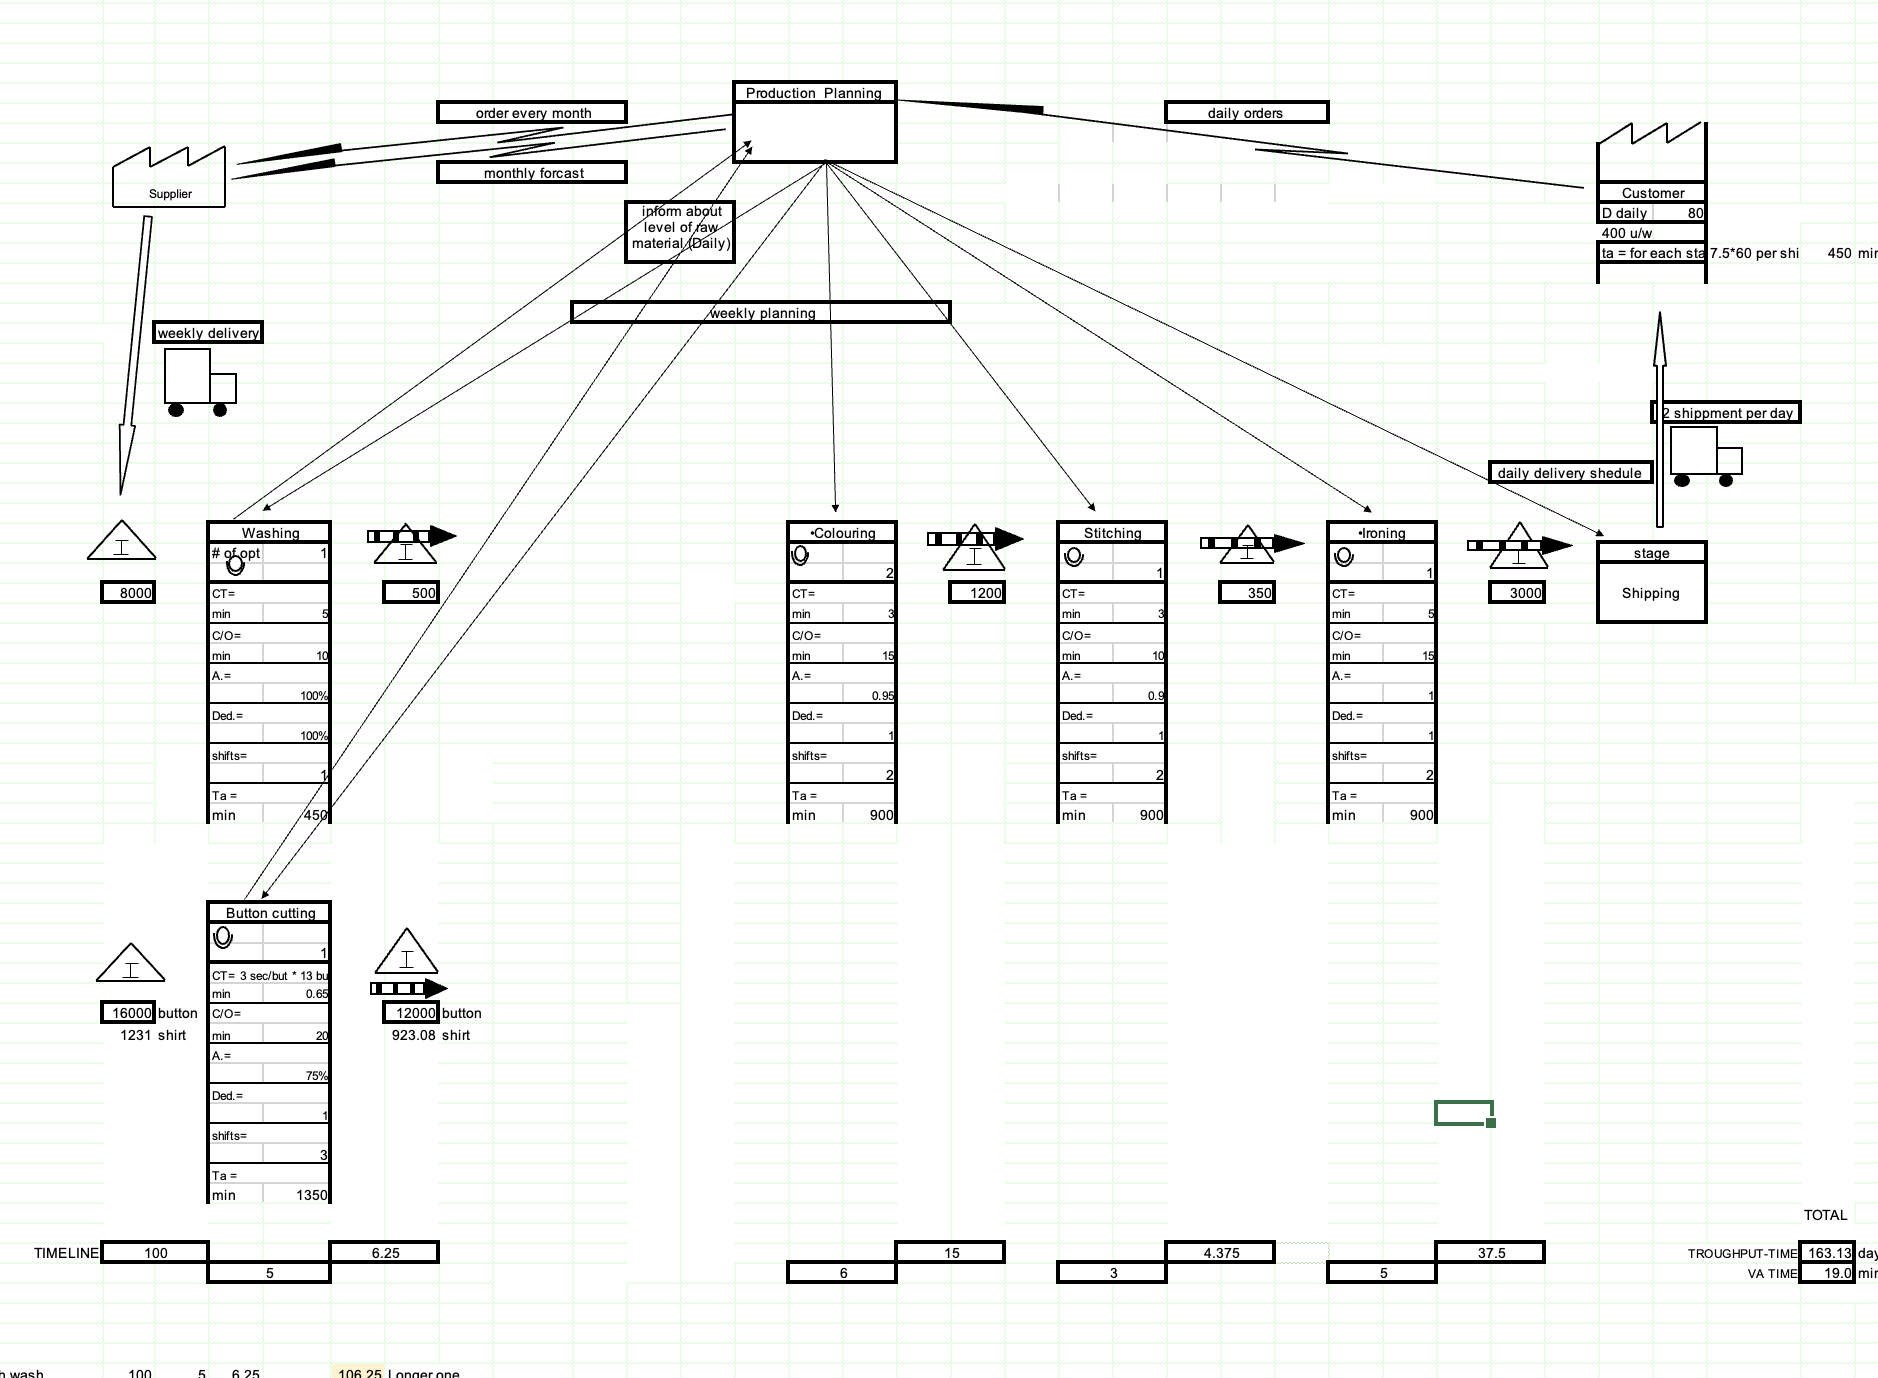 Production  Planning
order every month
daily orders
monthly forcast
Supplier
Customer
D daily 80
400 u/w
ta = for each sta 7.5*60 per shi 450 min
inform about
level of raw
material (Daily)
weekly planning
weekly delivery
2 shippment per day
daily delivery shedule
I
8000
Washing
# of opt 1
CT=
min 5
C/O=
min 10
A.=
100%
Ded.=
100%
shifts=
1
Ta =
min 450
I
500
•Colouring
2
CT=
min 3
C/O=
min 15
A.=
0.95
Ded.=
1
shifts=
2
Ta =
min 900
I
1200
Stitching
1
CT=
min 3
C/O=
min 10
A.=
0.9
Ded.=
1
shifts=
2
Ta =
min 900
I
350
•Ironing
1
CT=
min 5
C/O=
min 15
A.=
1
Ded.=
1
shifts=
2
Ta =
min 900
I
3000
stage
Shipping
I
16000 button
1231 shirt
Button cutting
1
CT= 3 sec/but * 13 bu
min 0.65
C/O=
min 20
A.=
75%
Ded.=
1
shifts=
3
Ta =
min 1350
I
12000 button
923.08 shirt
TOTAL
TIMELINE 100 6.25 15 4.375 37.5 TROUGHPUT-TIME 163.13 day
5 6 3 5 VA TIME 19.0 min
h wash 100 5 6.25 106.25 Longer one